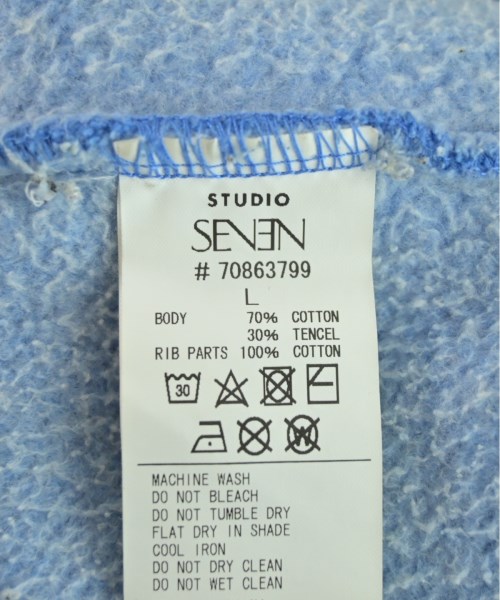 STUDIO
SEVEN
# 70863799
L
BODY 70% COTTON
30% TENCEL
RIB PARTS 100% COTTON
30
W
MACHINE WASH
DO NOT BLEACH
DO NOT TUMBLE DRY
FLAT DRY IN SHADE
COOL IRON
DO NOT DRY CLEAN
DO NOT WET CLEAN